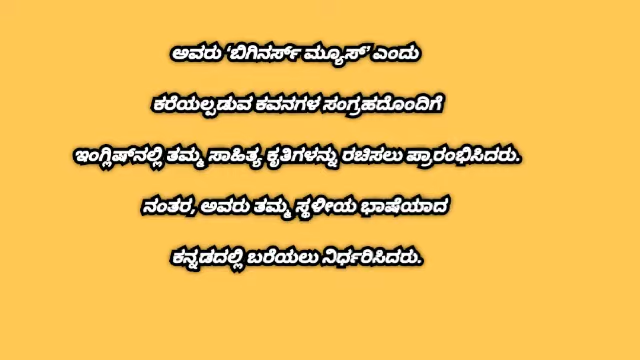 ಅವರು ‘ಬಿಗಿನರ್ಸ್ ಮ್ಯೂಸ್’ ಎಂದು
ಕರೆಯಲ್ಪಡುವ ಕವನಗಳ ಸಂಗ್ರಹದೊಂದಿಗೆ
ಇಂಗ್ಲಿಷ್‌ನಲ್ಲಿ ತಮ್ಮ ಸಾಹಿತ್ಯ ಕೃತಿಗಳನ್ನು ರಚಿಸಲು ಪ್ರಾರಂಭಿಸಿದರು.
ನಂತರ, ಅವರು ತಮ್ಮ ಸ್ಥಳೀಯ ಭಾಷೆಯಾದ
ಕನ್ನಡದಲ್ಲಿ ಬರೆಯಲು ನಿರ್ಧರಿಸಿದರು.